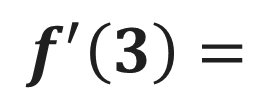 f′(3) =